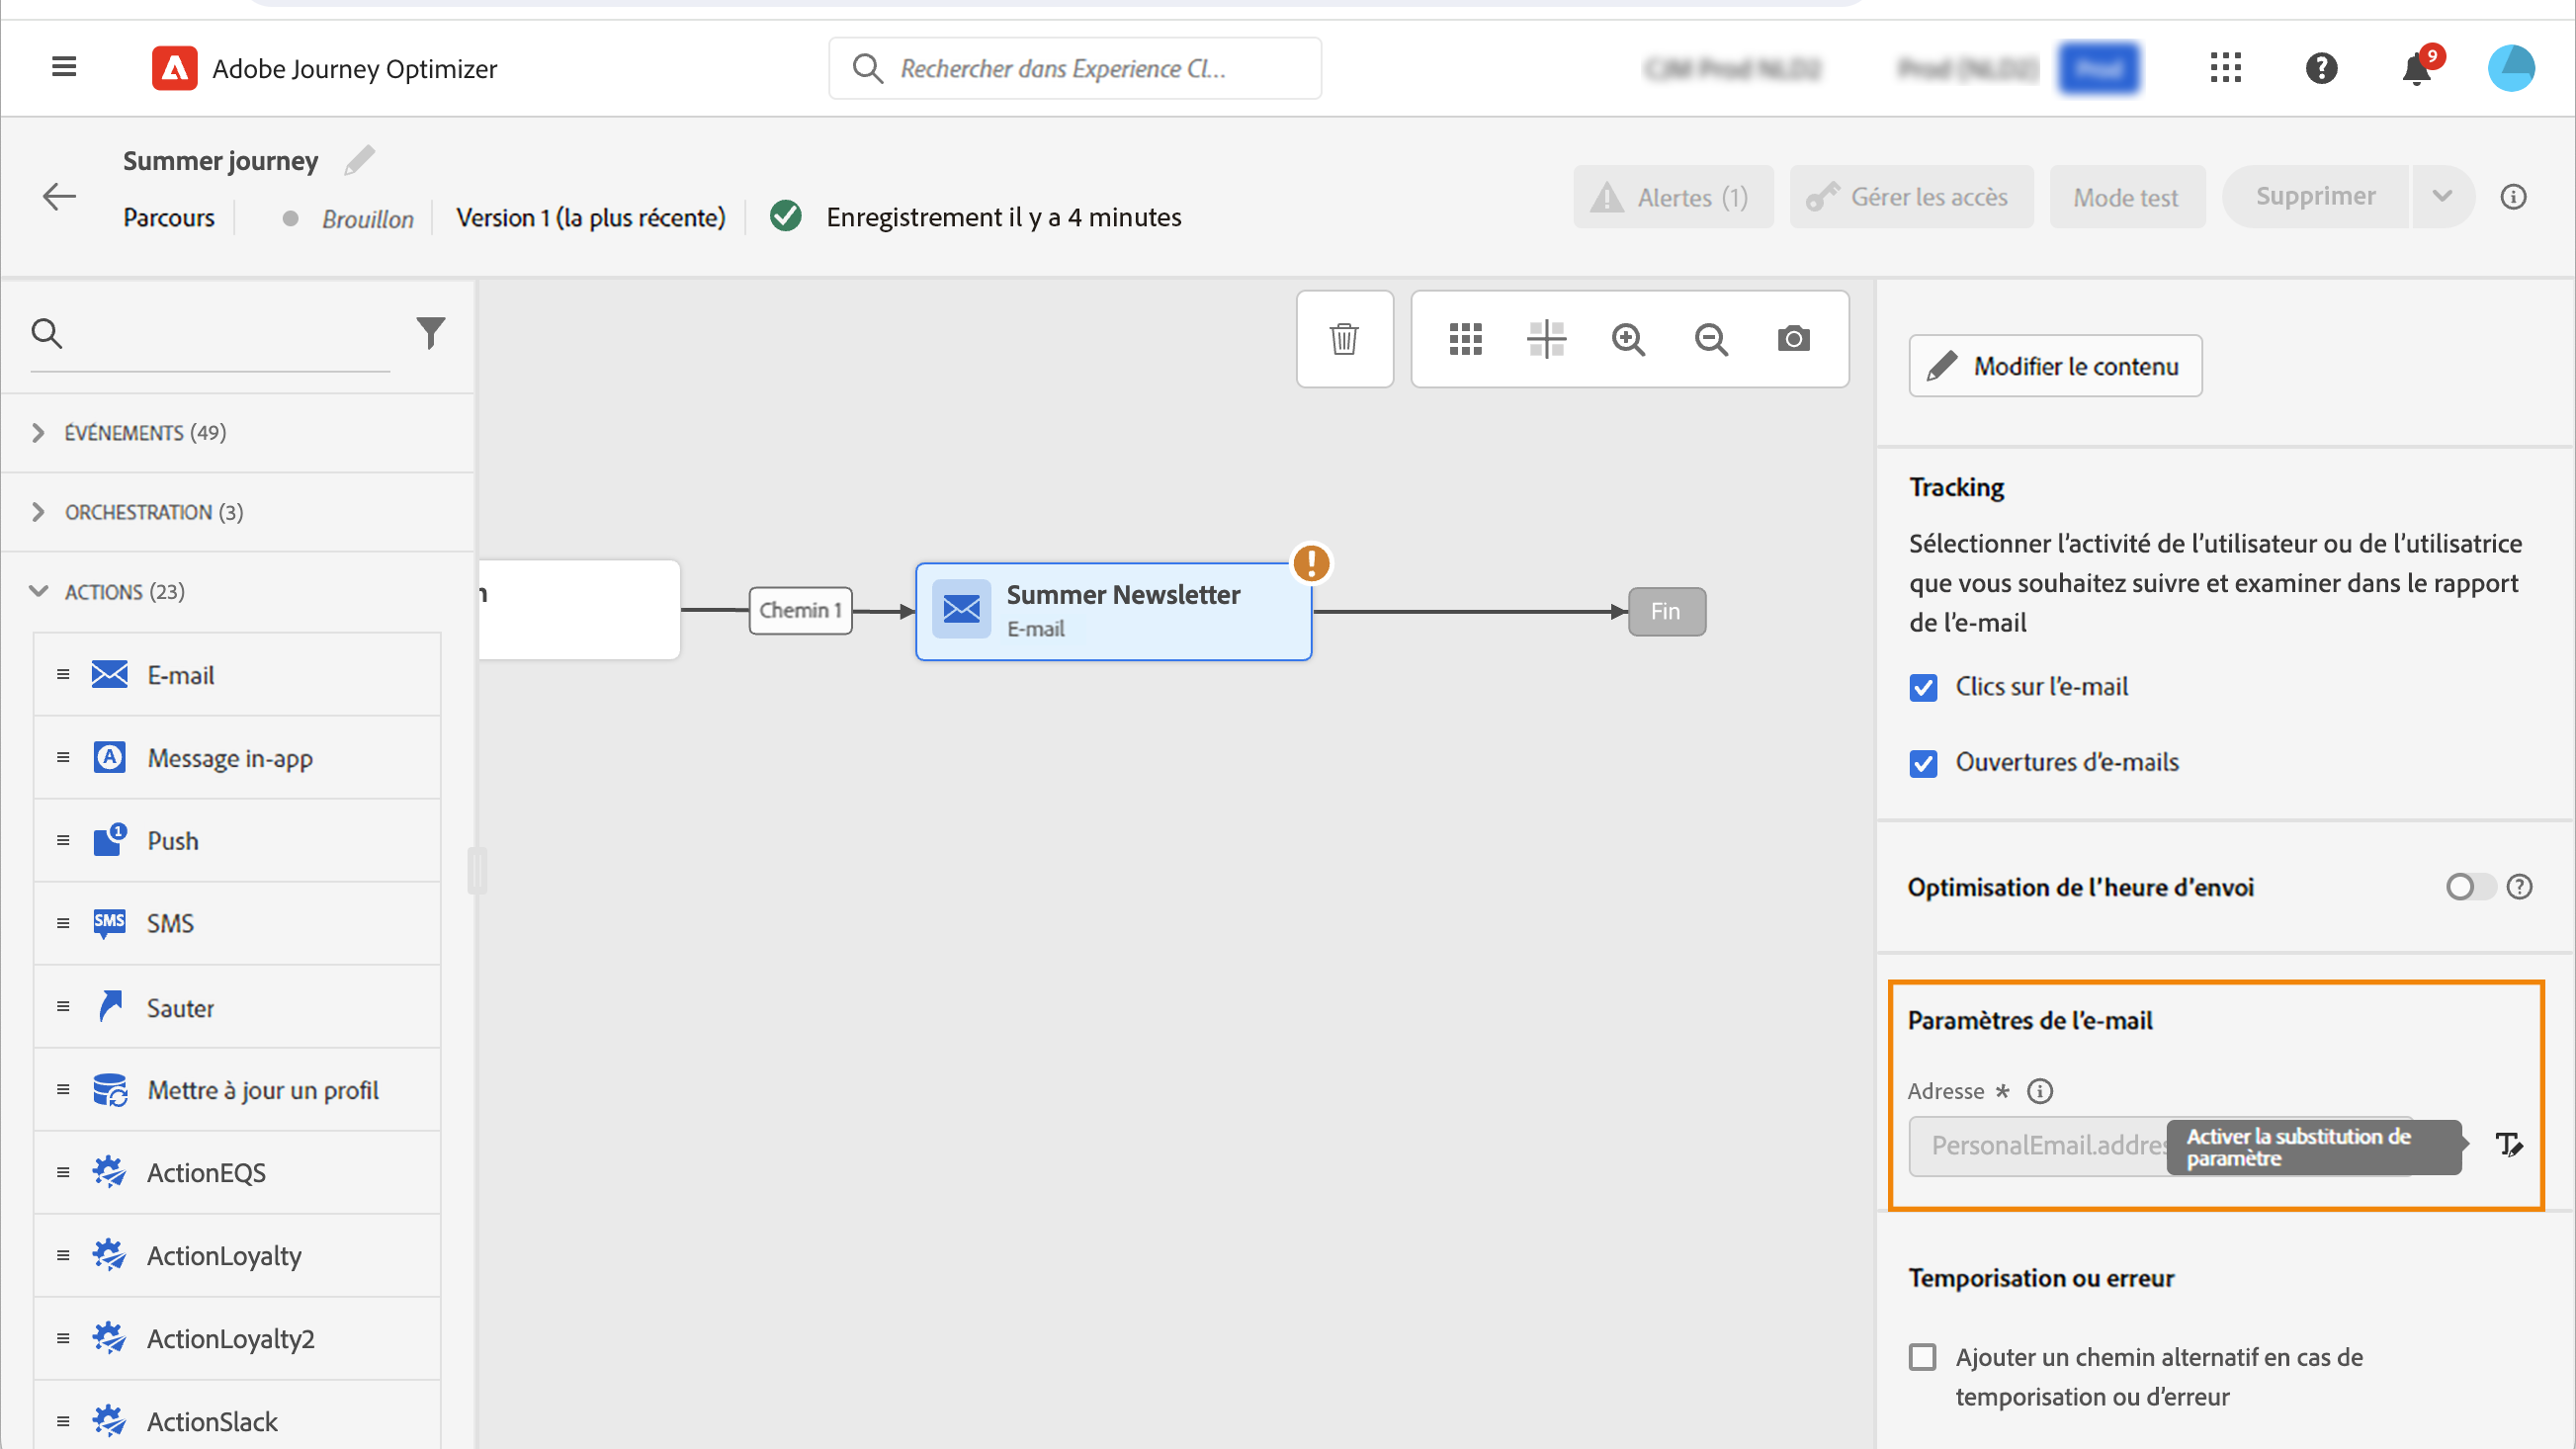 Adobe Journey Optimizer
Rechercher dans Experience Cl...
9
Summer journey
Parcours
Brouillon
Version 1 (la plus récente)
Enregistrement il y a 4 minutes
Alertes (1)
Gérer les accès
Mode test
Supprimer
ÉVÉNEMENTS (49)
ORCHESTRATION (3)
ACTIONS (23)
E-mail
Message in-app
Push
SMS
SMS
Sauter
Mettre à jour un profil
ActionEQS
ActionLoyalty
ActionLoyalty2
ActionSlack
Chemin 1
Summer Newsletter
E-mail
Fin
Modifier le contenu
Tracking
Sélectionner l'activité de l'utilisateur ou de l'utilisatrice
que vous souhaitez suivre et examiner dans le rapport
de l'e-mail
Clics sur l'e-mail
Ouvertures d'e-mails
Optimisation de l'heure d'envoi
Paramètres de l'e-mail
Adresse *
PersonalEmail.addres
Activer la substitution de
paramètre
Temporisation ou erreur
Ajouter un chemin alternatif en cas de
temporisation ou d'erreur